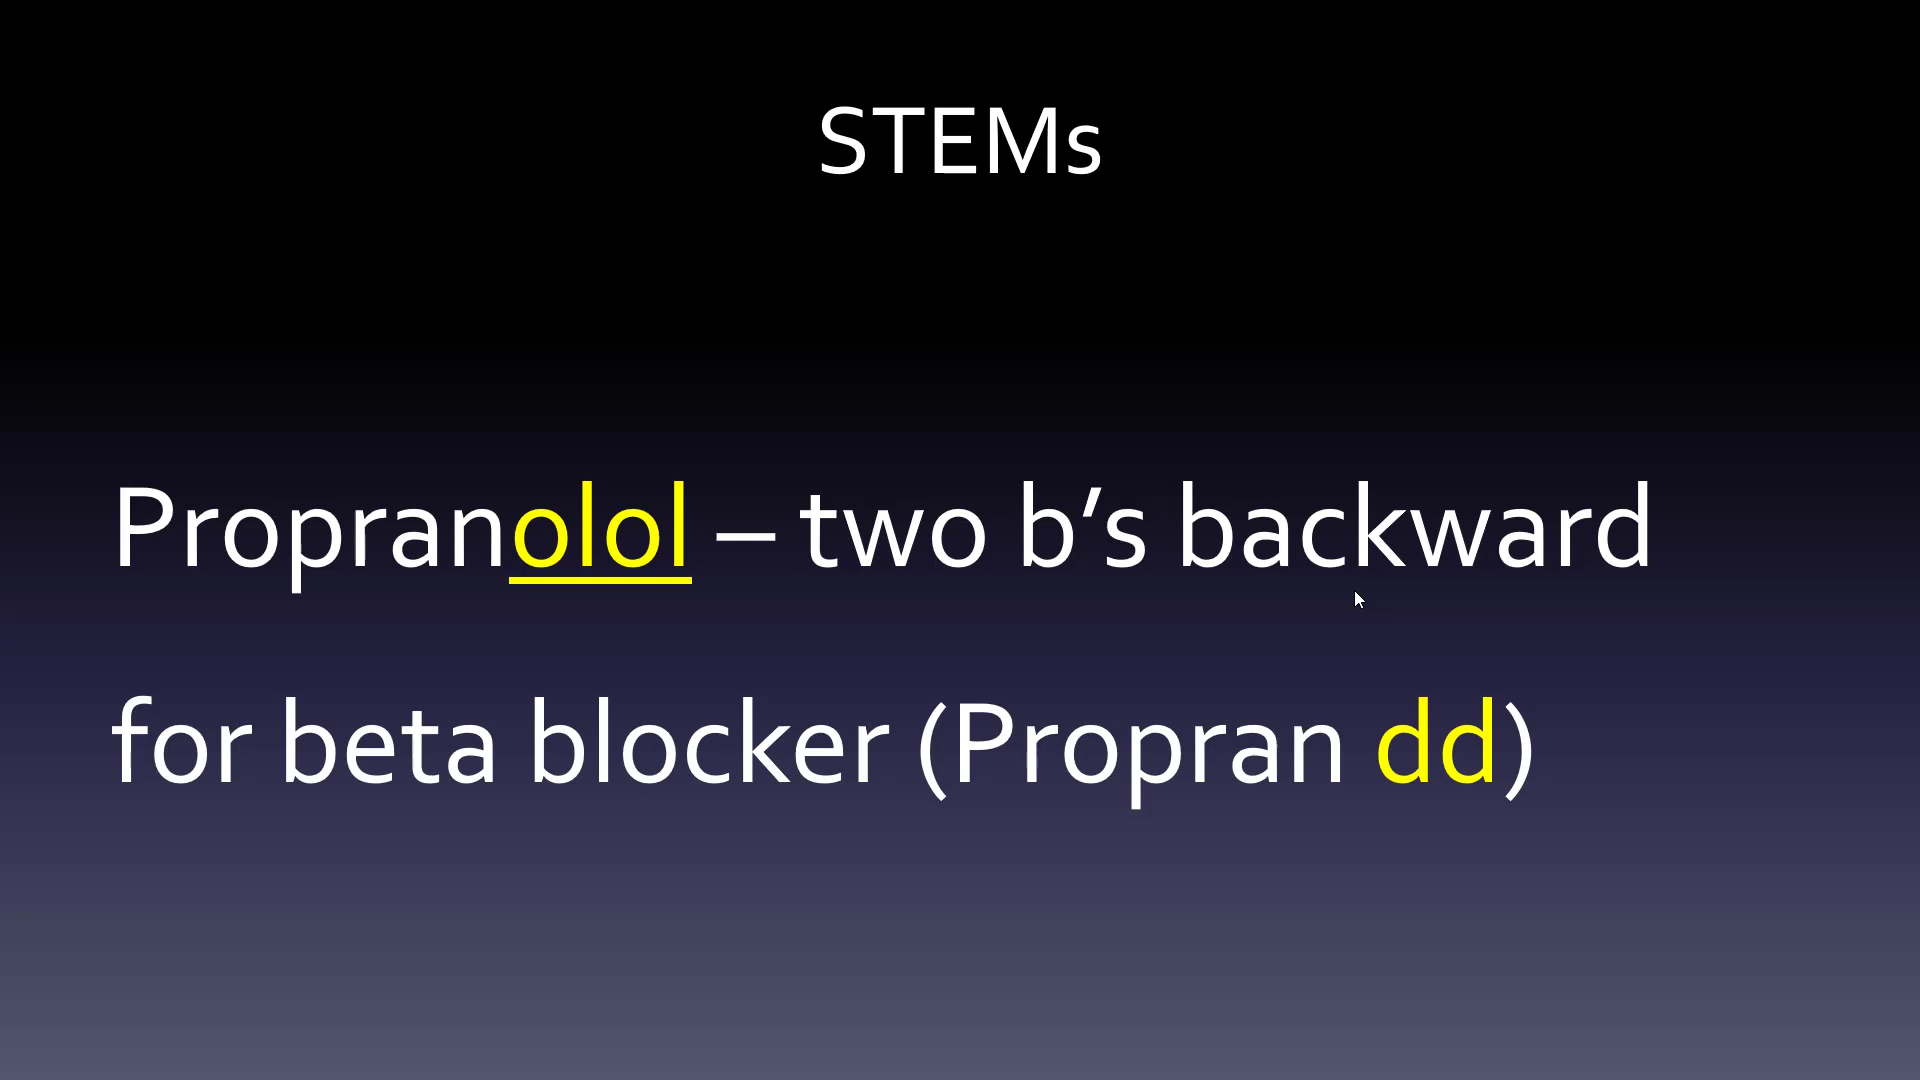 STEMs
Propranolol – two b’s backward
for beta blocker (Propran dd)